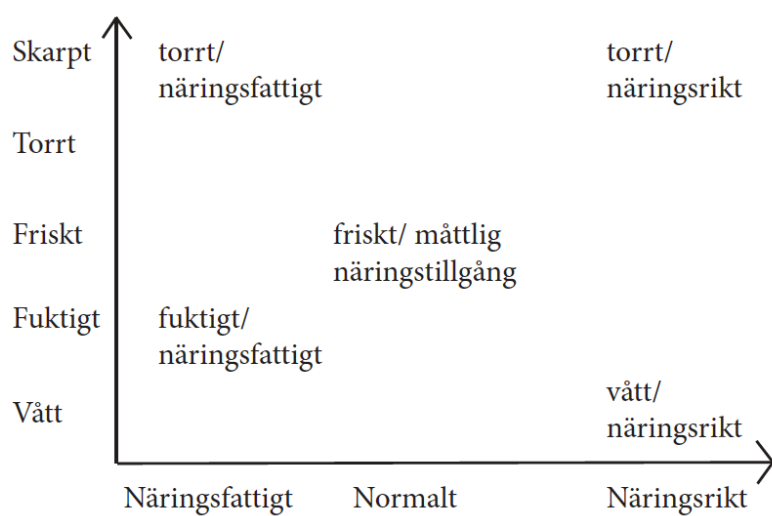 Skarpt
torrt/
näringsfattigt
torrt/
näringsrikt
Torrt
Friskt
friskt/ måttlig
näringstillgång
Fuktigt
fuktigt/
näringsfattigt
Vått
vått/
näringsrikt
Näringsfattigt
Normalt
Näringsrikt